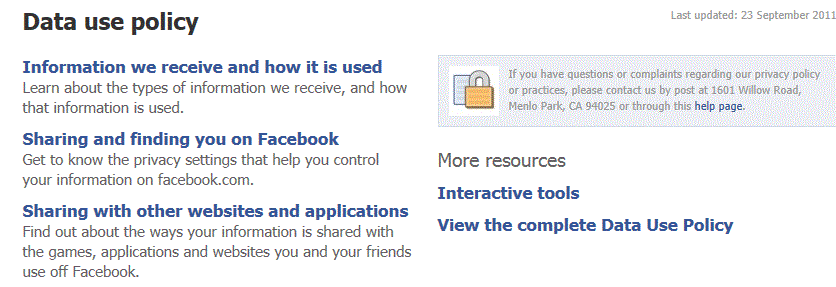 Data use policy
Last updated: 23 September 2011
Information we receive and how it is used
Learn about the types of information we receive, and how
that information is used.
Sharing and finding you on Facebook
Get to know the privacy settings that help you control
your information on facebook.com.
Sharing with other websites and applications
Find out about the ways your information is shared with
the games, applications and websites you and your friends
use off Facebook.
If you have questions or complaints regarding our privacy policy
or practices, please contact us by post at 1601 Willow Road,
Menlo Park, CA 94025 or through this help page.
More resources
Interactive tools
View the complete Data Use Policy